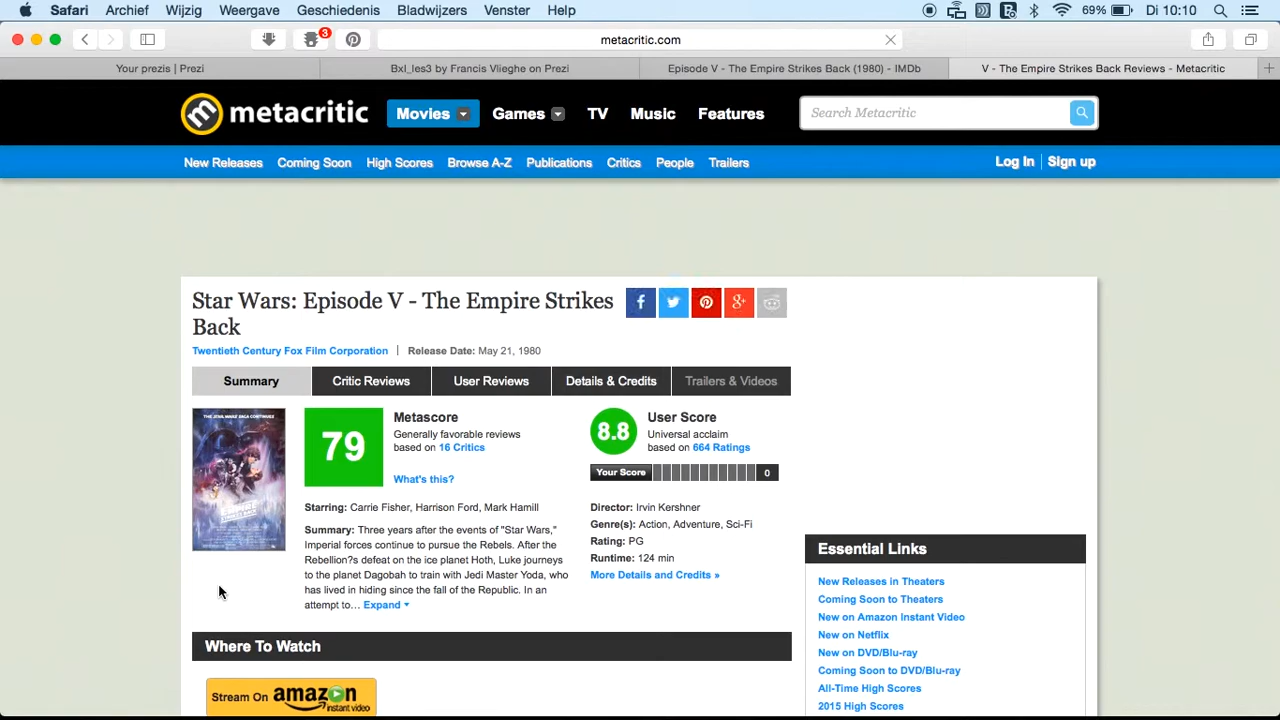 Safari Archief Wijzig Weergave Geschiedenis Bladwijzers Venster Help 69% Di 10:10
3 metacritic.com
Your prezis | Prezi Bxl_les3 by Francis Vlieghe on Prezi Episode V - The Empire Strikes Back (1980) - IMDb V - The Empire Strikes Back Reviews - Metacritic
metacritic Movies Games TV Music Features Search Metacritic
New Releases Coming Soon High Scores Browse A-Z Publications Critics People Trailers Log In | Sign up
Star Wars: Episode V - The Empire Strikes
Back
Twentieth Century Fox Film Corporation | Release Date: May 21, 1980
Summary Critic Reviews User Reviews Details & Credits Trailers & Videos
79
Metascore
Generally favorable reviews
based on 16 Critics
What's this?
8.8
User Score
Universal acclaim
based on 664 Ratings
Your Score 0
Starring: Carrie Fisher, Harrison Ford, Mark Hamill
Summary: Three years after the events of "Star Wars,"
Imperial forces continue to pursue the Rebels. After the
Rebellion?s defeat on the ice planet Hoth, Luke journeys
to the planet Dagobah to train with Jedi Master Yoda, who
has lived in hiding since the fall of the Republic. In an
attempt to... Expand
Director: Irvin Kershner
Genre(s): Action, Adventure, Sci-Fi
Rating: PG
Runtime: 124 min
More Details and Credits »
Where To Watch
Stream On amazon
instant video
Essential Links
New Releases in Theaters
Coming Soon to Theaters
New on Amazon Instant Video
New on Netflix
New on DVD/Blu-ray
Coming Soon to DVD/Blu-ray
All-Time High Scores
2015 High Scores